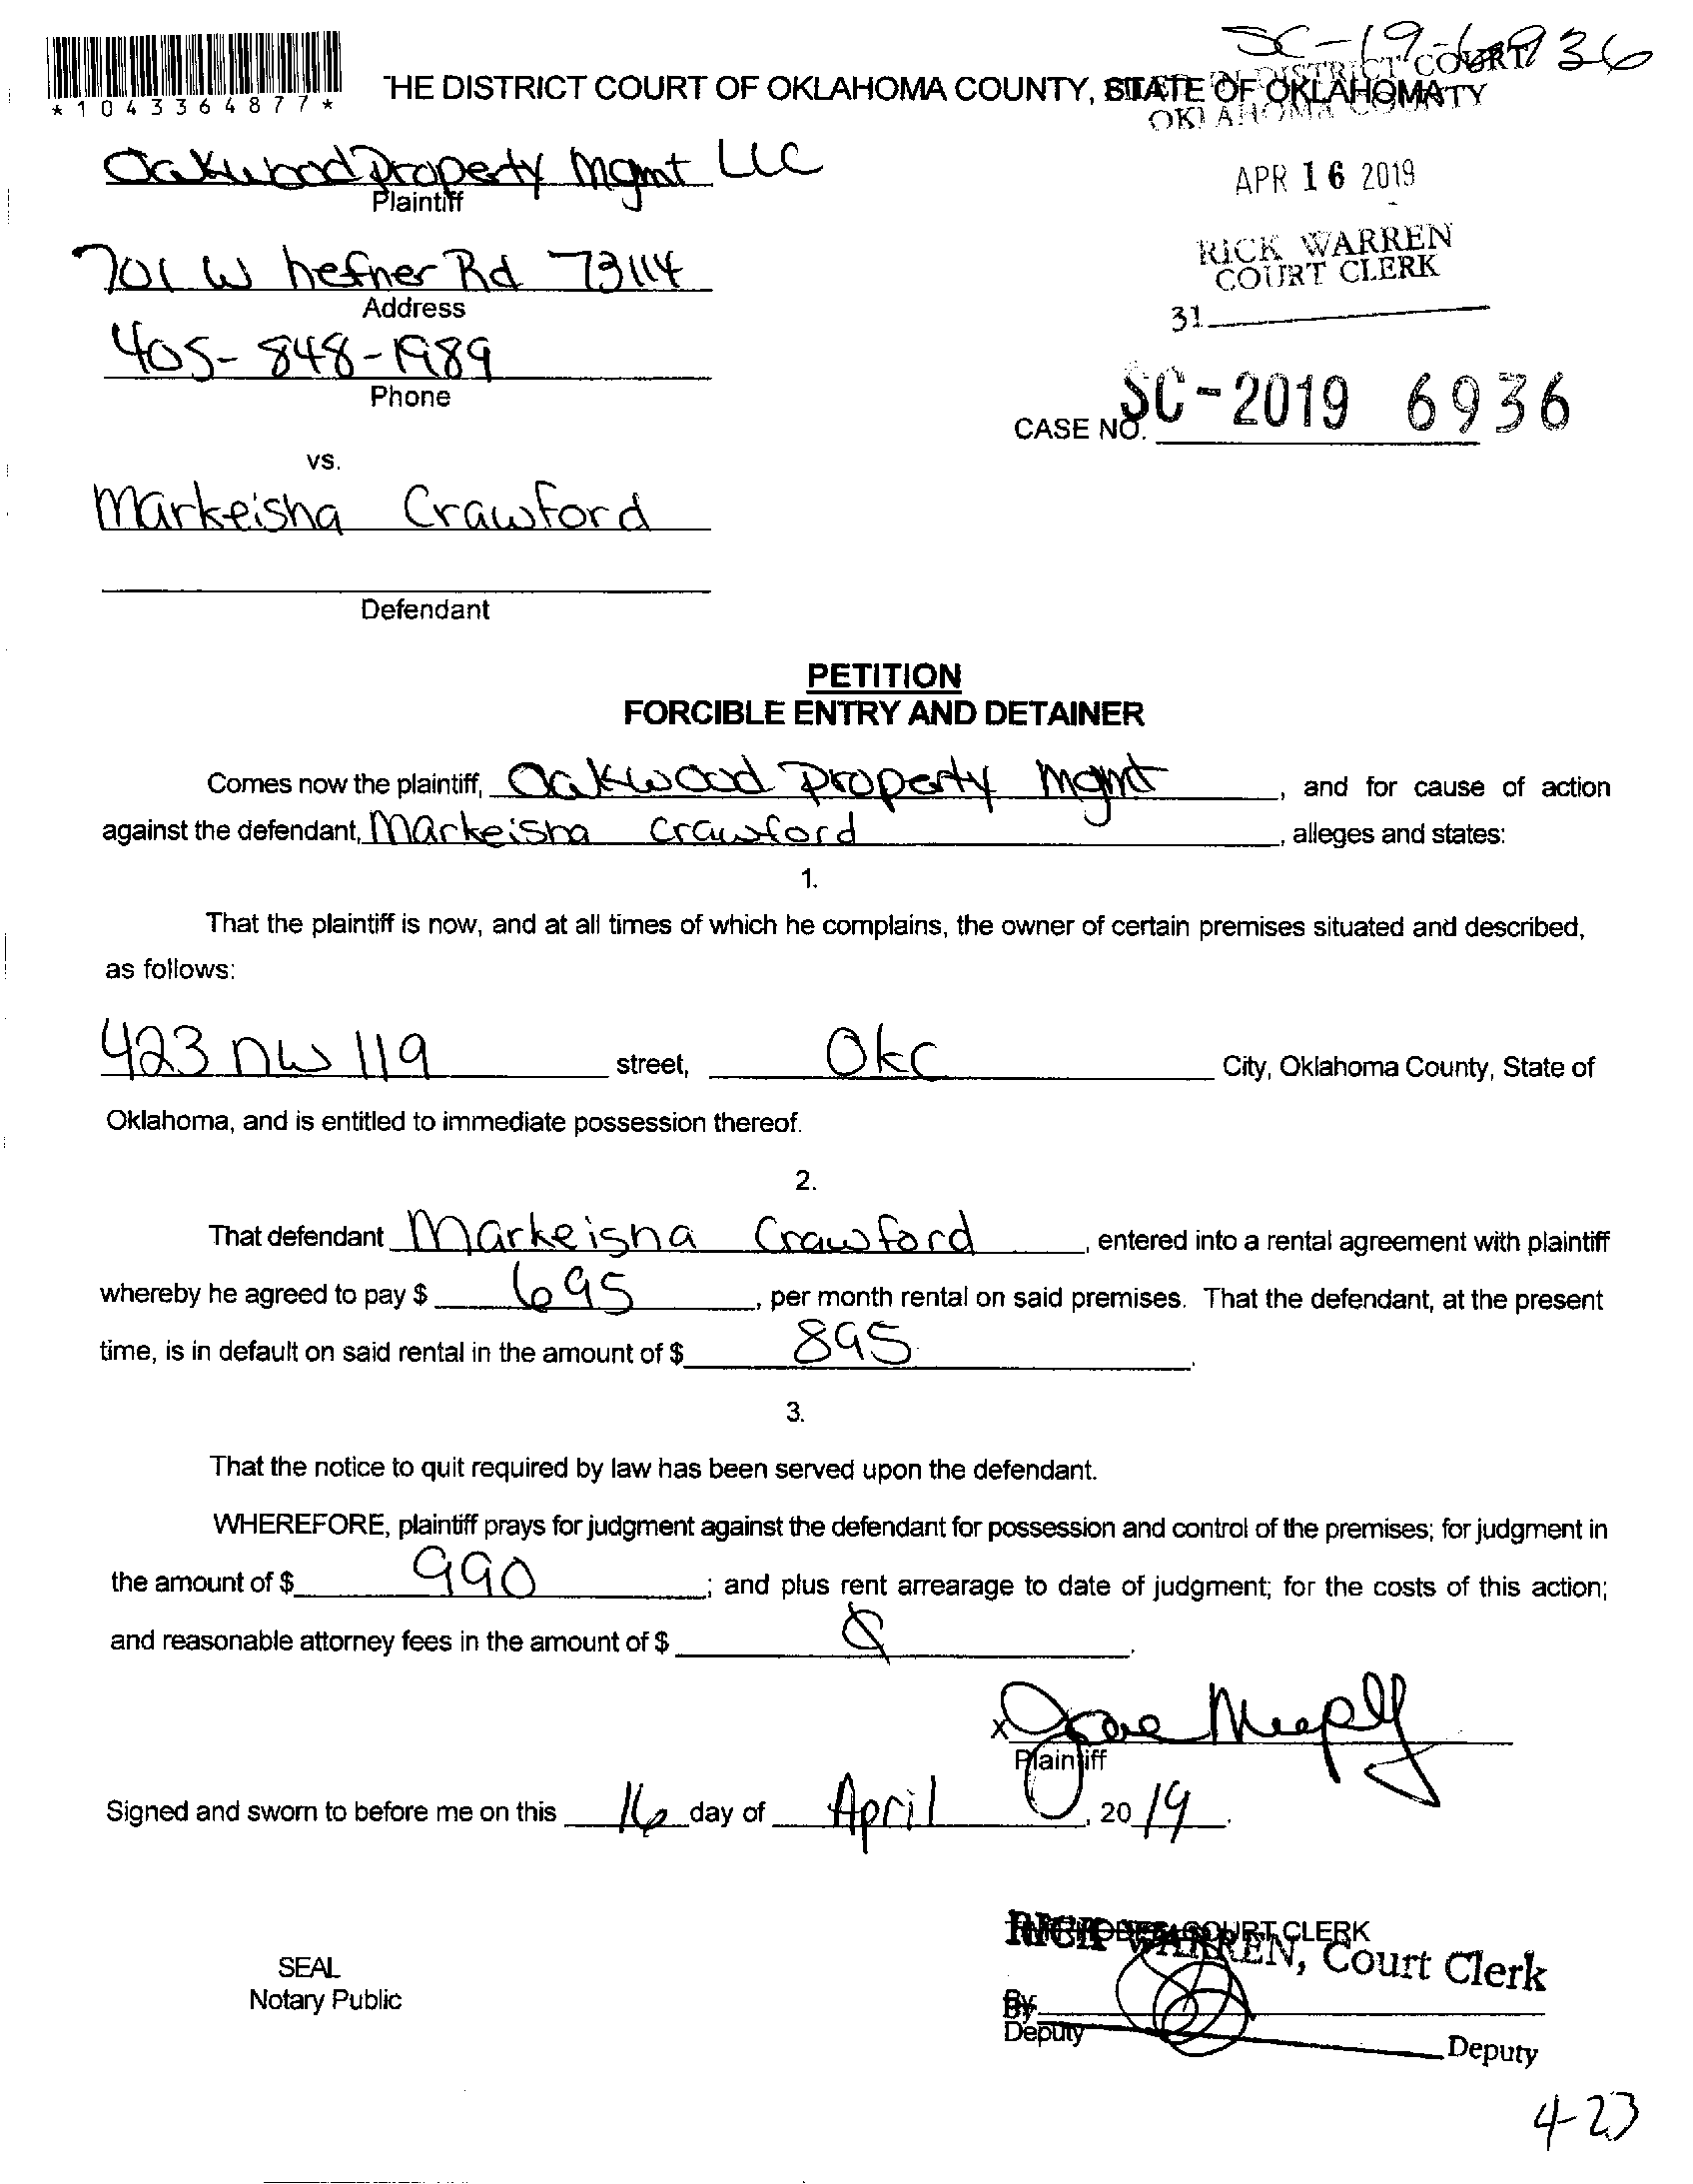 SC-19-6936
*1043364877*
THE DISTRICT COURT OF OKLAHOMA COUNTY, STATE OF OKLAHOMA
IN DISTRICT COURT
OKLAHOMA COUNTY
Oakwood Property Mgmt LLC
Plaintiff
APR 16 2019
701 W hefner Rd 73114
Address
RICK WARREN
COURT CLERK
31
405-848-1989
Phone
CASE NO. SC-2019 6936
vs.
Markeisha Crawford
Defendant
PETITION
FORCIBLE ENTRY AND DETAINER
Comes now the plaintiff, Oakwood Property Mgmt, and for cause of action
against the defendant, Markeisha Crawford, alleges and states:
1.
That the plaintiff is now, and at all times of which he complains, the owner of certain premises situated and described,
as follows:
423 nw 119 street, Okc City, Oklahoma County, State of
Oklahoma, and is entitled to immediate possession thereof.
2.
That defendant Markeisha Crawford, entered into a rental agreement with plaintiff
whereby he agreed to pay $ 695, per month rental on said premises. That the defendant, at the present
time, is in default on said rental in the amount of $ 895.
3.
That the notice to quit required by law has been served upon the defendant.
WHEREFORE, plaintiff prays for judgment against the defendant for possession and control of the premises; for judgment in
the amount of $ 990; and plus rent arrearage to date of judgment; for the costs of this action;
and reasonable attorney fees in the amount of $
x
Plaintiff
Signed and sworn to before me on this 16 day of April, 2019.
COURT CLERK
RICK WARREN, Court Clerk
SEAL
Notary Public
By
Deputy
Deputy
4-23